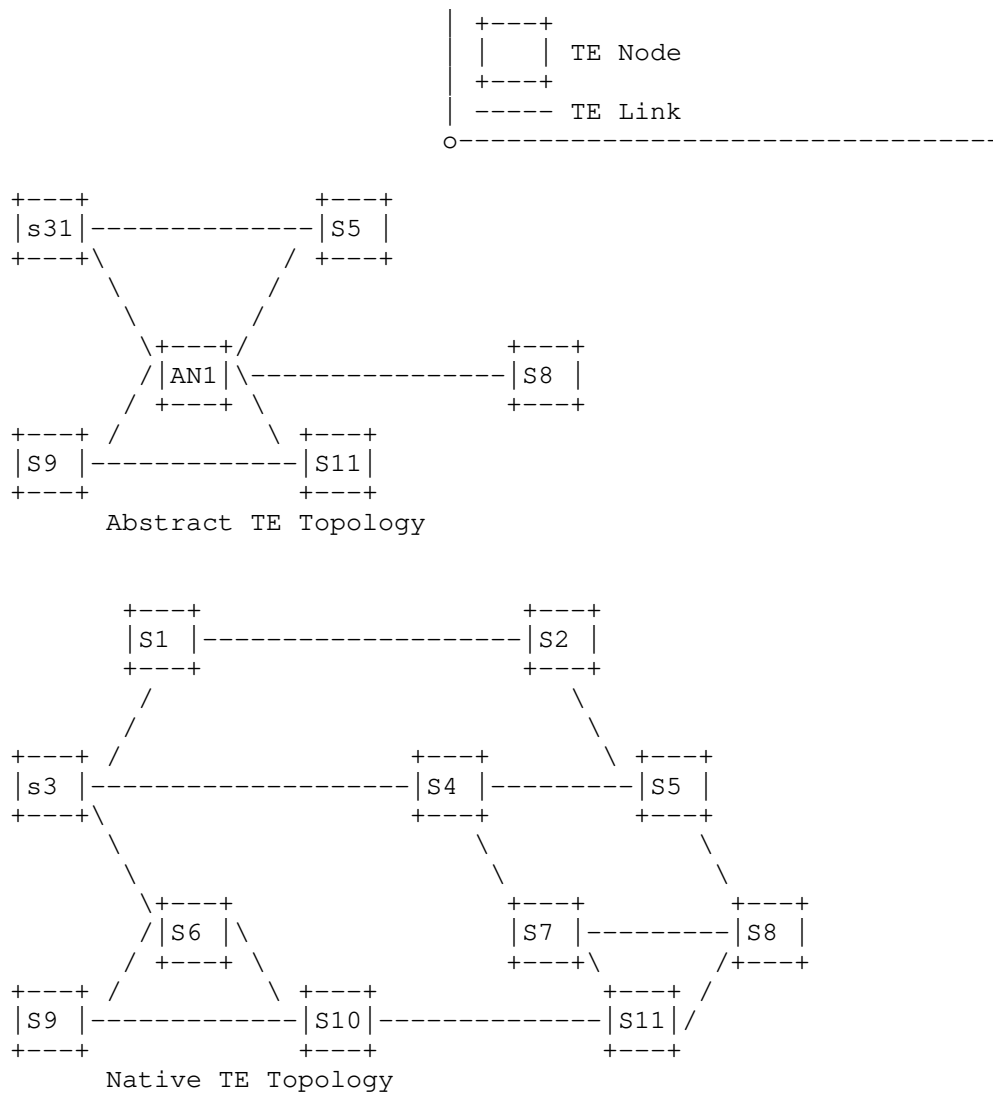 TE Node
TE Link
s31 S5
AN1 S8
S9 S11
Abstract TE Topology
S1 S2
s3 S4 S5
S6 S7 S8
S9 S10 S11
Native TE Topology